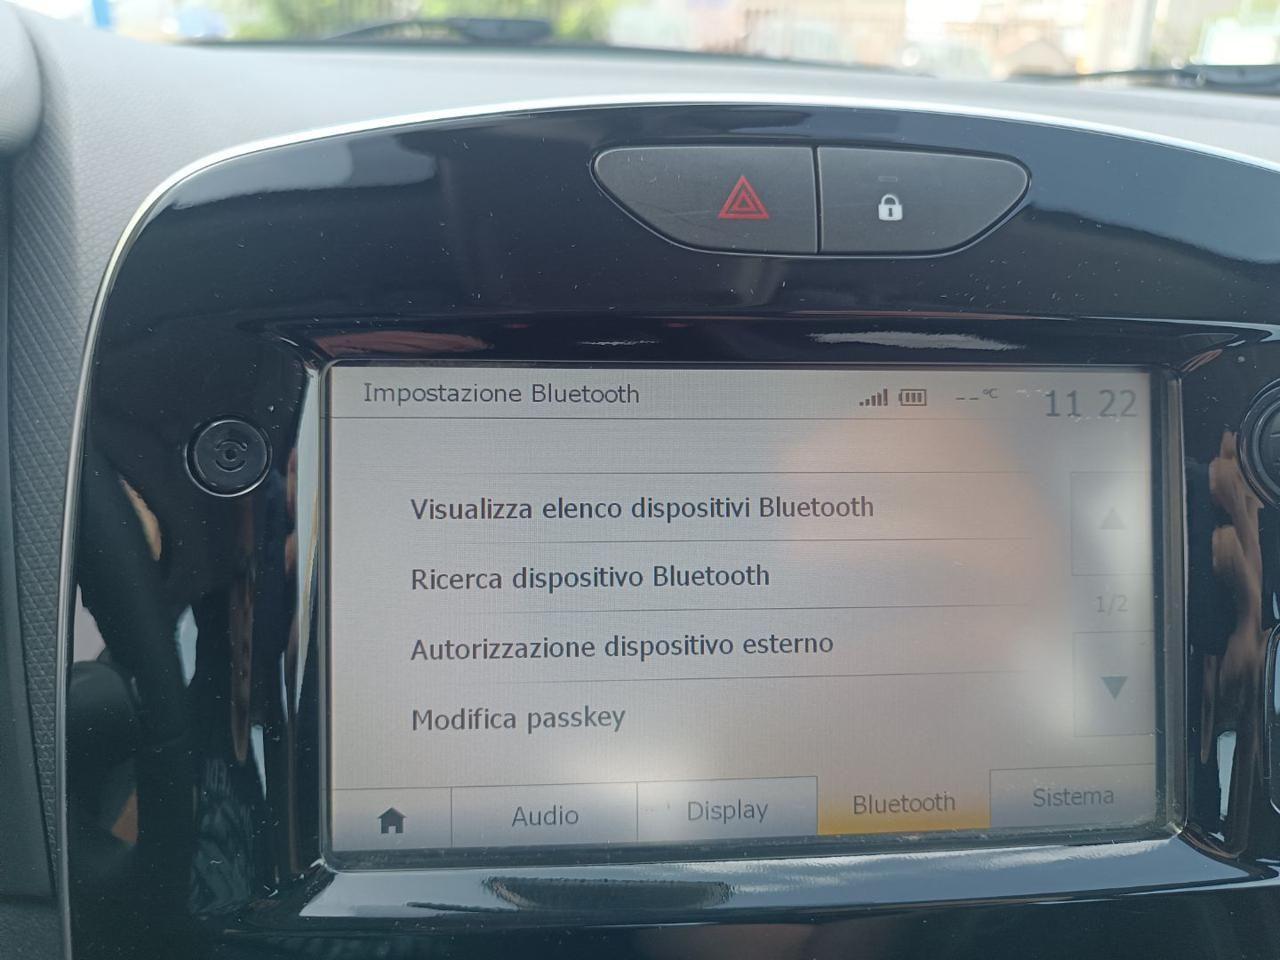 Impostazione Bluetooth
--°C
11 22
Visualizza elenco dispositivi Bluetooth
Ricerca dispositivo Bluetooth
1/2
Autorizzazione dispositivo esterno
Modifica passkey
Audio
Display
Bluetooth
Sistema